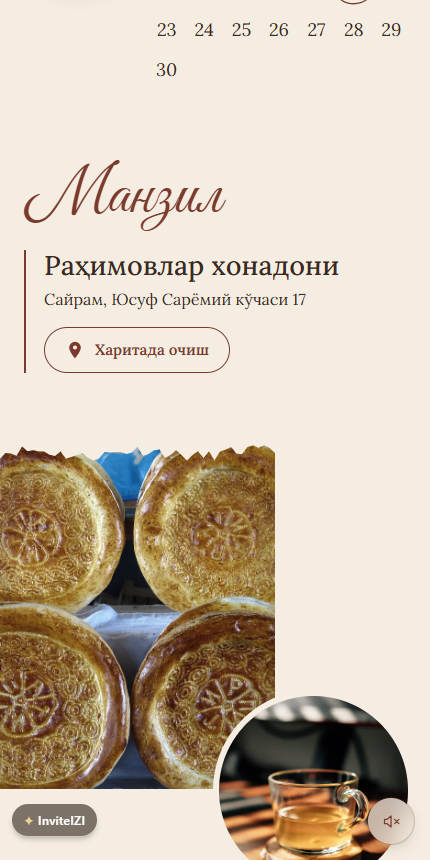 23 24 25 26 27 28 29
30
Манзил
Раҳимовлар хонадони
Сайрам, Юсуф Сарёмий кўчаси 17
Харитада очиш
InviteIZI